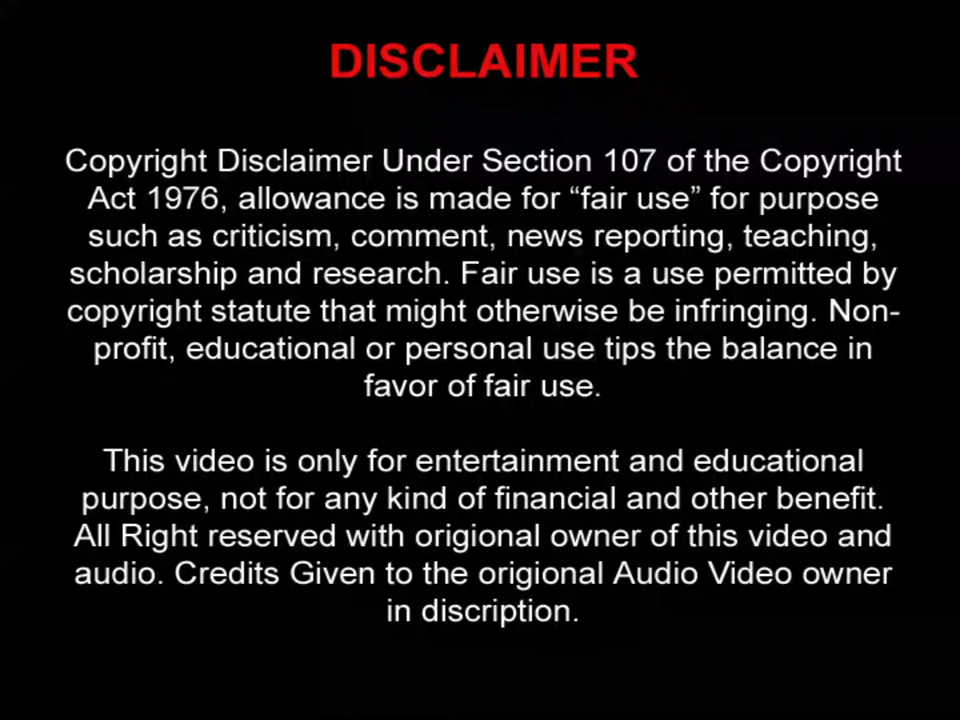 DISCLAIMER
Copyright Disclaimer Under Section 107 of the Copyright
Act 1976, allowance is made for “fair use” for purpose
such as criticism, comment, news reporting, teaching,
scholarship and research. Fair use is a use permitted by
copyright statute that might otherwise be infringing. Non-
profit, educational or personal use tips the balance in
favor of fair use.
This video is only for entertainment and educational
purpose, not for any kind of financial and other benefit.
All Right reserved with origional owner of this video and
audio. Credits Given to the origional Audio Video owner
in discription.